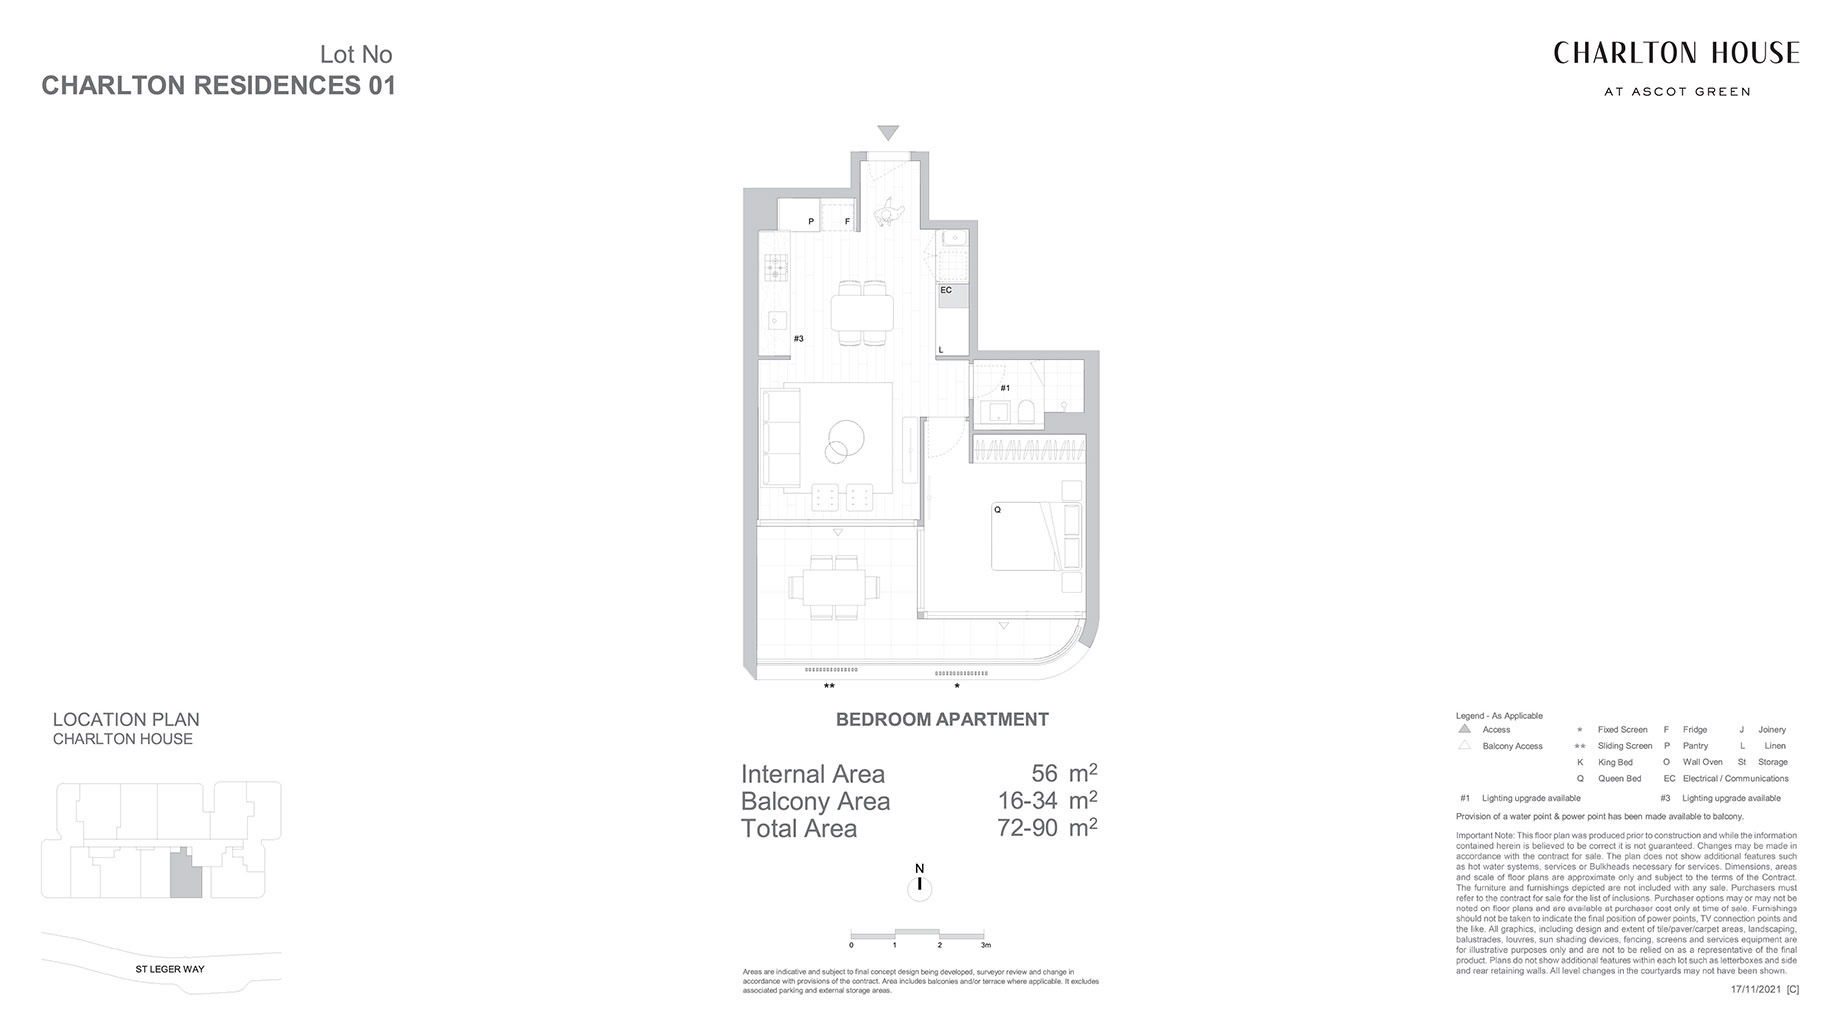 Lot No
CHARLTON RESIDENCES 01
CHARLTON HOUSE
AT ASCOT GREEN
P
F
EC
#3
L
#1
Q
**
*
BEDROOM APARTMENT
Internal Area 56 m²
Balcony Area 16-34 m²
Total Area 72-90 m²
N
0 1 2 3m
Areas are indicative and subject to final concept design being developed, surveyor review and change in
accordance with provisions of the contract. Area includes balconies and/or terrace where applicable. It excludes
associated parking and external storage areas.
LOCATION PLAN
CHARLTON HOUSE
ST LEGER WAY
Legend - As Applicable
Access * Fixed Screen F Fridge J Joinery
Balcony Access ** Sliding Screen P Pantry L Linen
K King Bed O Wall Oven St Storage
Q Queen Bed EC Electrical / Communications
#1 Lighting upgrade available #3 Lighting upgrade available
Provision of a water point & power point has been made available to balcony.
Important Note: This floor plan was produced prior to construction and while the information
contained herein is believed to be correct it is not guaranteed. Changes may be made in
accordance with the contract for sale. The plan does not show additional features such
as hot water systems, services or Bulkheads necessary for services. Dimensions, areas
and scale of floor plans are approximate only and subject to the terms of the Contract.
The furniture and furnishings depicted are not included with any sale. Purchasers must
refer to the contract for sale for the list of inclusions. Purchaser options may or may not be
noted on floor plans and are available at purchaser cost only at time of sale. Furnishings
should not be taken to indicate the final position of power points, TV connection points and
the like. All graphics, including design and extent of tile/paver/carpet areas, landscaping,
balustrades, louvres, sun shading devices, fencing, screens and services equipment are
for illustrative purposes only and are not to be relied on as a representative of the final
product. Plans do not show additional features within each lot such as letterboxes and side
and rear retaining walls. All level changes in the courtyards may not have been shown.
17/11/2021 [C]